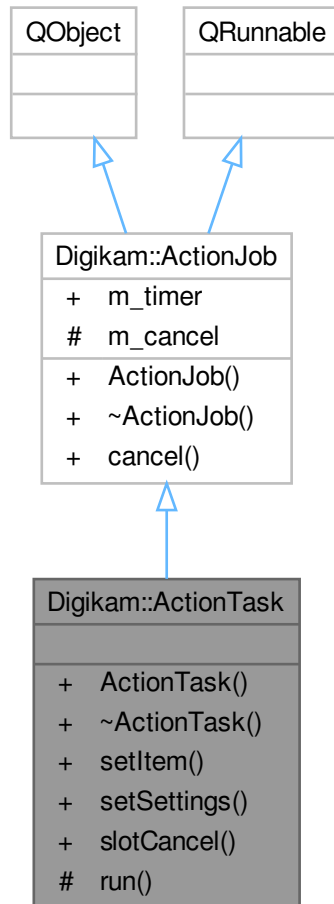 QObject
QRunnable
Digikam::ActionJob
+ m_timer
# m_cancel
+ ActionJob()
+ ~ActionJob()
+ cancel()
Digikam::ActionTask
+ ActionTask()
+ ~ActionTask()
+ setItem()
+ setSettings()
+ slotCancel()
# run()